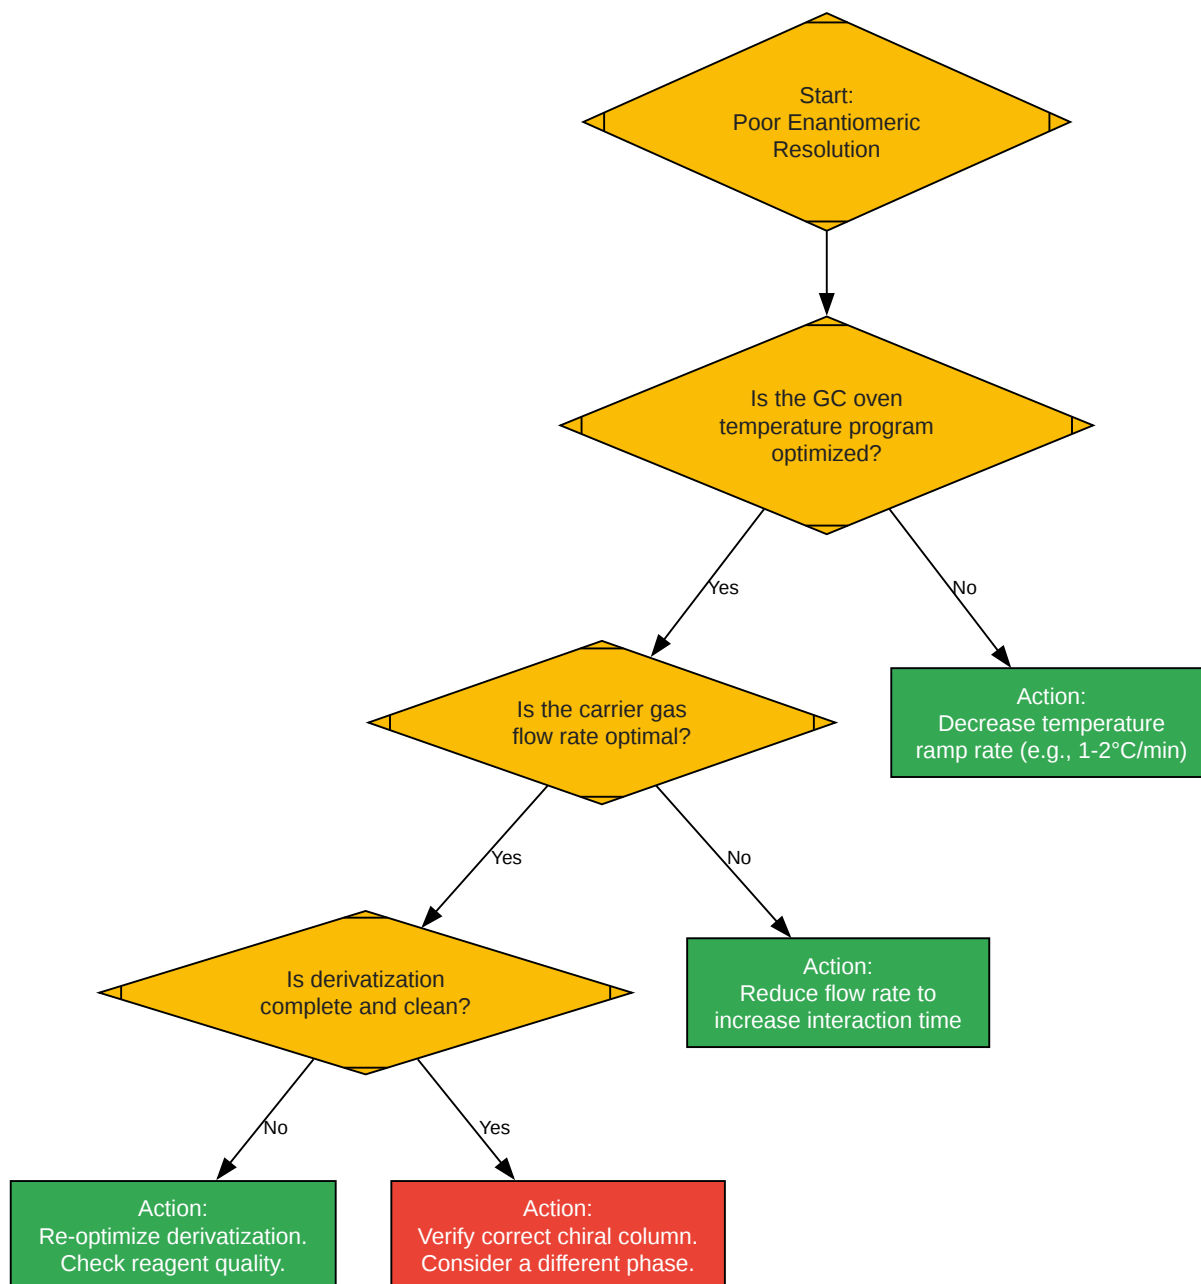 Start:
Poor Enantiomeric
Resolution
Is the GC oven
temperature program
optimized?
Yes
No
Is the carrier gas
flow rate optimal?
Action:
Decrease temperature
ramp rate (e.g., 1-2°C/min)
Yes
No
Is derivatization
complete and clean?
Action:
Reduce flow rate to
increase interaction time
No
Yes
Action:
Re-optimize derivatization.
Check reagent quality.
Action:
Verify correct chiral column.
Consider a different phase.